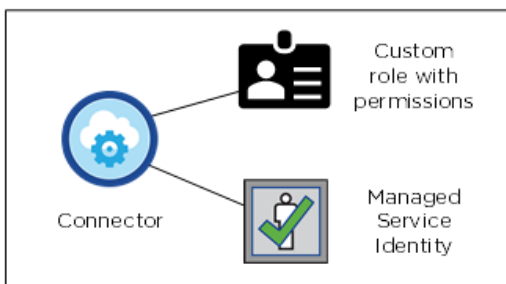 Custom
role with
permissions
Connector
Managed
Service
Identity